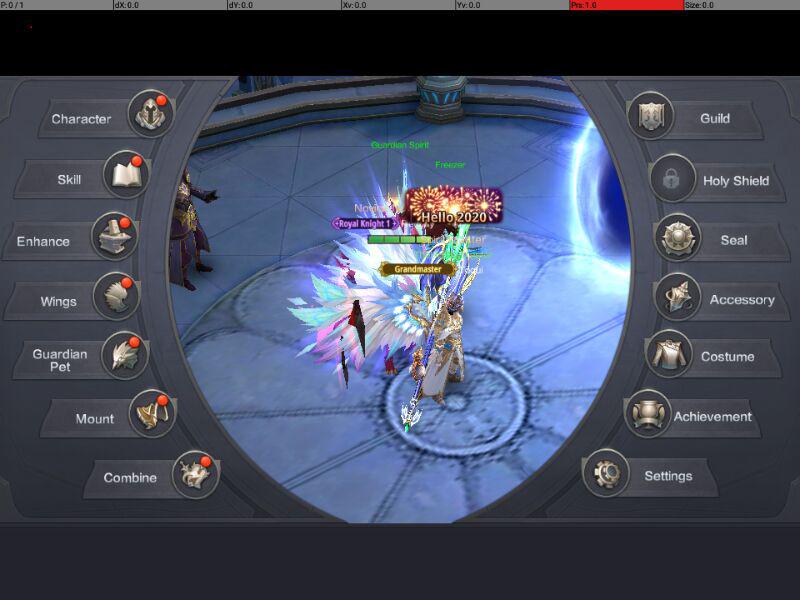 P: 0 / 1
dX: 0.0
dY: 0.0
Xv: 0.0
Yv: 0.0
Prs: 1.0
Size: 0.0
Character
Guild
Guardian Spirit
Freezer
Skill
Holy Shield
Hello 2020
Royal Knight 1
Enhance
Seal
Grandmaster
Wings
Accessory
Guardian
Pet
Costume
Mount
Achievement
Combine
Settings